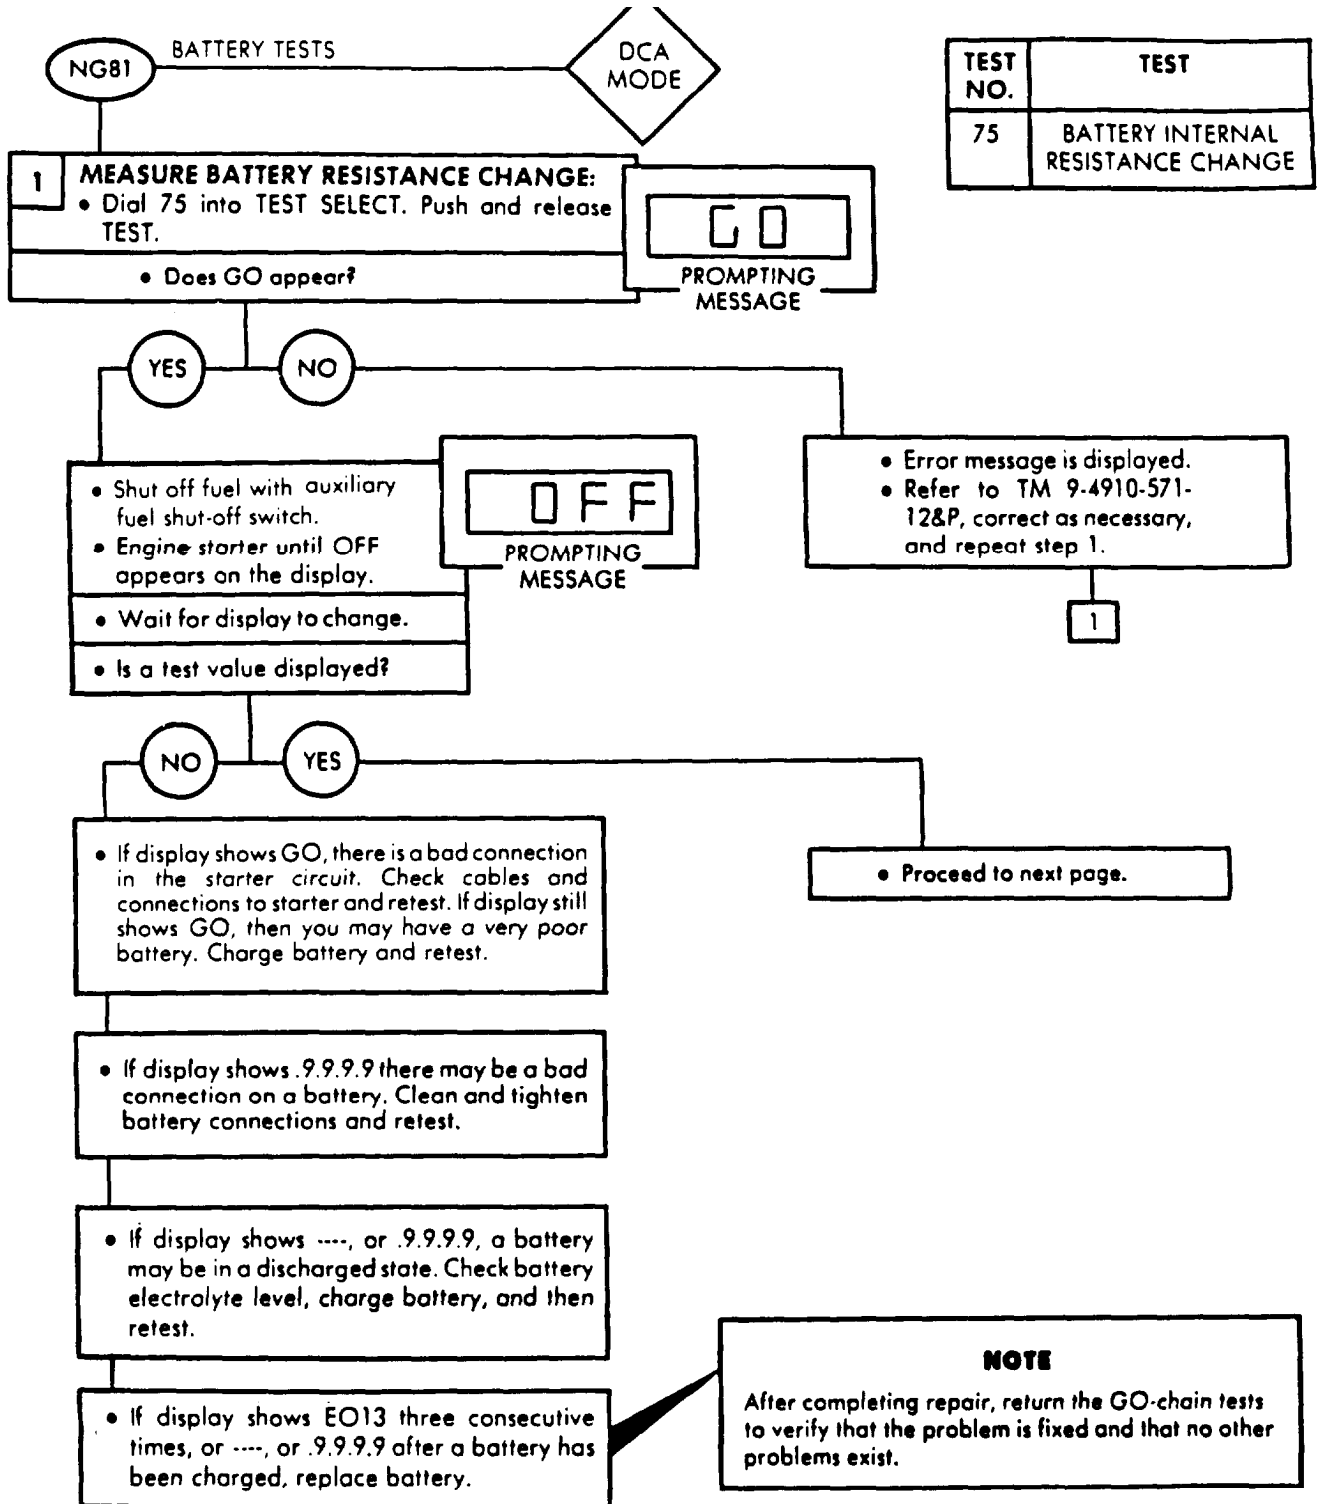 NG81
BATTERY TESTS
DCA
MODE
TEST
NO.
TEST
75
BATTERY INTERNAL
RESISTANCE CHANGE
1
MEASURE BATTERY RESISTANCE CHANGE:
• Dial 75 into TEST SELECT. Push and release
TEST.
• Does GO appear?
GO
PROMPTING
MESSAGE
YES
NO
• Shut off fuel with auxiliary
fuel shut-off switch.
• Engine starter until OFF
appears on the display.
• Wait for display to change.
• Is a test value displayed?
OFF
PROMPTING
MESSAGE
• Error message is displayed.
• Refer to TM 9-4910-571-
12&P, correct as necessary,
and repeat step 1.
1
NO
YES
• If display shows GO, there is a bad connection
in the starter circuit. Check cables and
connections to starter and retest. If display still
shows GO, then you may have a very poor
battery. Charge battery and retest.
• Proceed to next page.
• If display shows .9.9.9.9 there may be a bad
connection on a battery. Clean and tighten
battery connections and retest.
• If display shows ----, or .9.9.9.9, a battery
may be in a discharged state. Check battery
electrolyte level, charge battery, and then
retest.
• If display shows EO13 three consecutive
times, or ----, or .9.9.9.9 after a battery has
been charged, replace battery.
NOTE
After completing repair, return the GO-chain tests
to verify that the problem is fixed and that no other
problems exist.